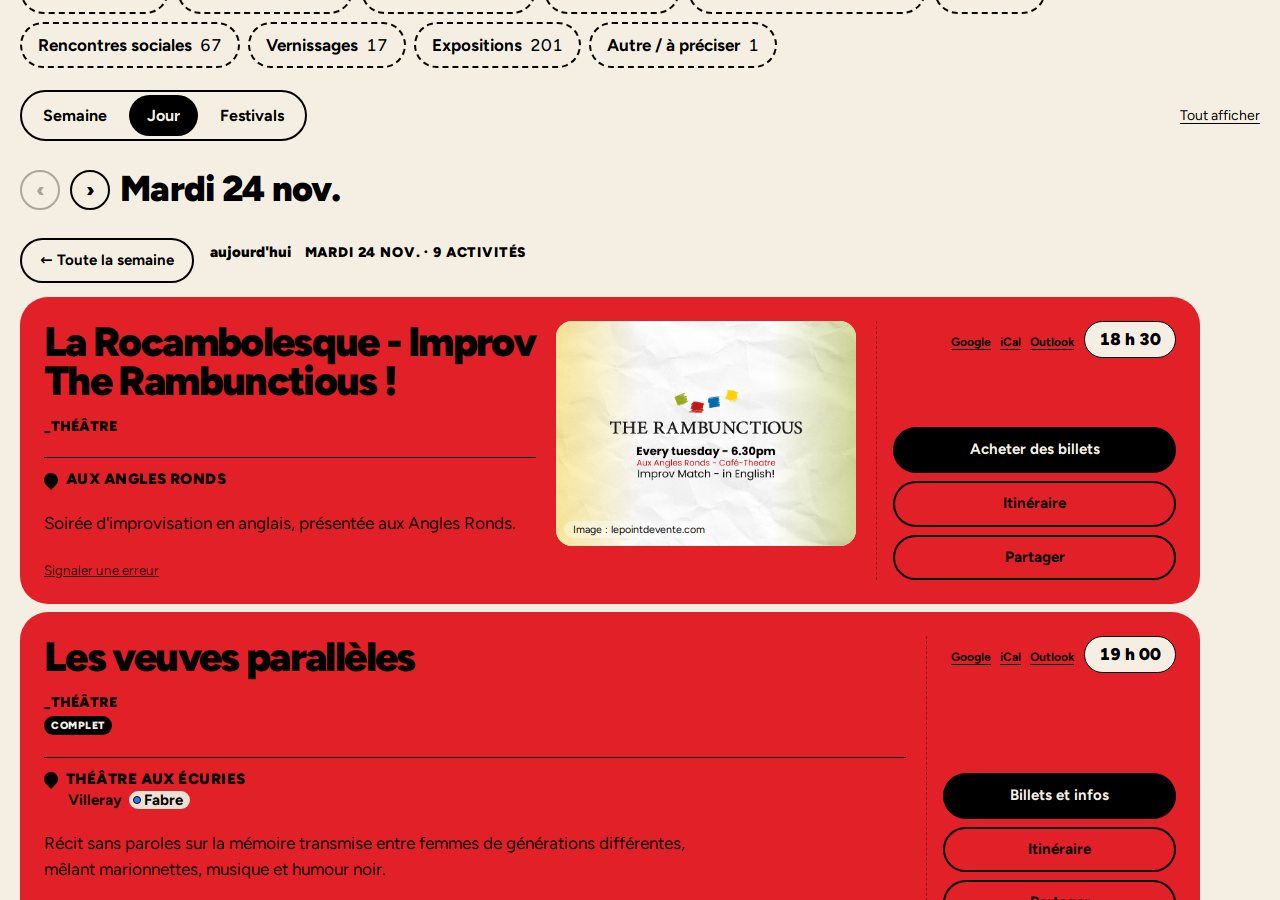 Rencontres sociales 67 Vernissages 17 Expositions 201 Autre / à préciser 1
Semaine Jour Festivals Tout afficher
‹ › Mardi 24 nov.
← Toute la semaine aujourd'hui MARDI 24 NOV. · 9 ACTIVITÉS
La Rocambolesque - Improv
The Rambunctious !
_THÉÂTRE
AUX ANGLES RONDS
Soirée d'improvisation en anglais, présentée aux Angles Ronds.
Signaler une erreur
THE RAMBUNCTIOUS
Every tuesday - 6.30pm
Aux Angles Ronds - Café-Theatre
Improv Match - in English!
Image : lepointdevente.com
Google iCal Outlook 18 h 30
Acheter des billets
Itinéraire
Partager
Les veuves parallèles
_THÉÂTRE
COMPLET
THÉÂTRE AUX ÉCURIES
Villeray Fabre
Récit sans paroles sur la mémoire transmise entre femmes de générations différentes,
mêlant marionnettes, musique et humour noir.
Google iCal Outlook 19 h 00
Billets et infos
Itinéraire
Partager